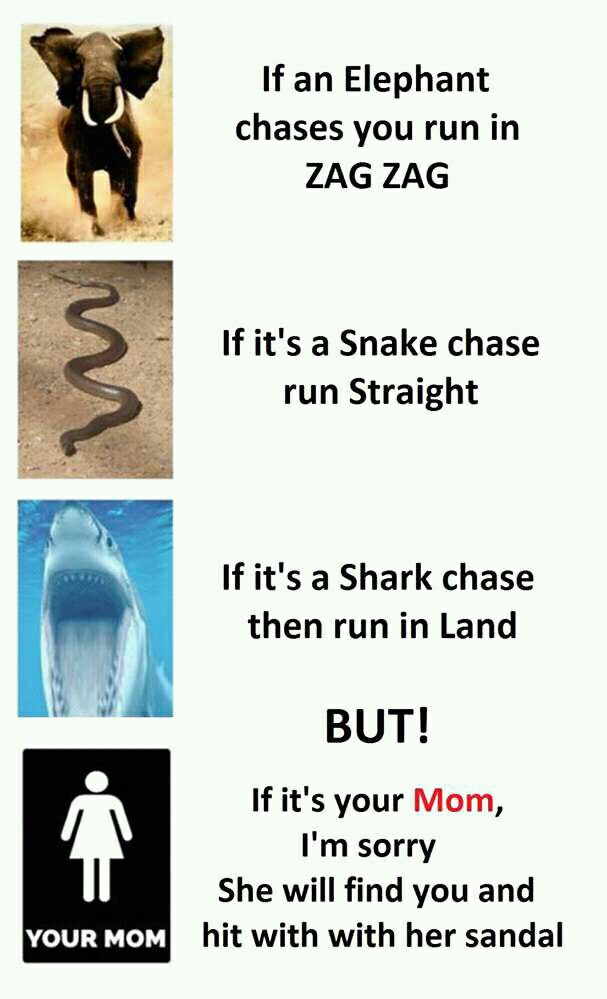 If an Elephant
chases you run in
ZAG ZAG
If it's a Snake chase
run Straight
If it's a Shark chase
then run in Land
BUT!
If it's your Mom,
I'm sorry
She will find you and
hit with with her sandal
YOUR MOM